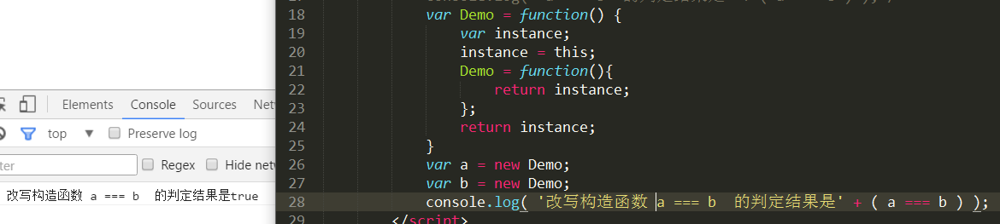 18 var Demo = function() {
19 var instance;
20 instance = this;
21 Demo = function(){
22 return instance;
23 };
24 return instance;
25 }
26 var a = new Demo;
27 var b = new Demo;
28 console.log( '改写构造函数 a === b  的判定结果是' + ( a === b ) );
29 </script>
Elements Console Sources Net
top ▼ Preserve log
ter Regex Hide netw
改写构造函数 a === b  的判定结果是true